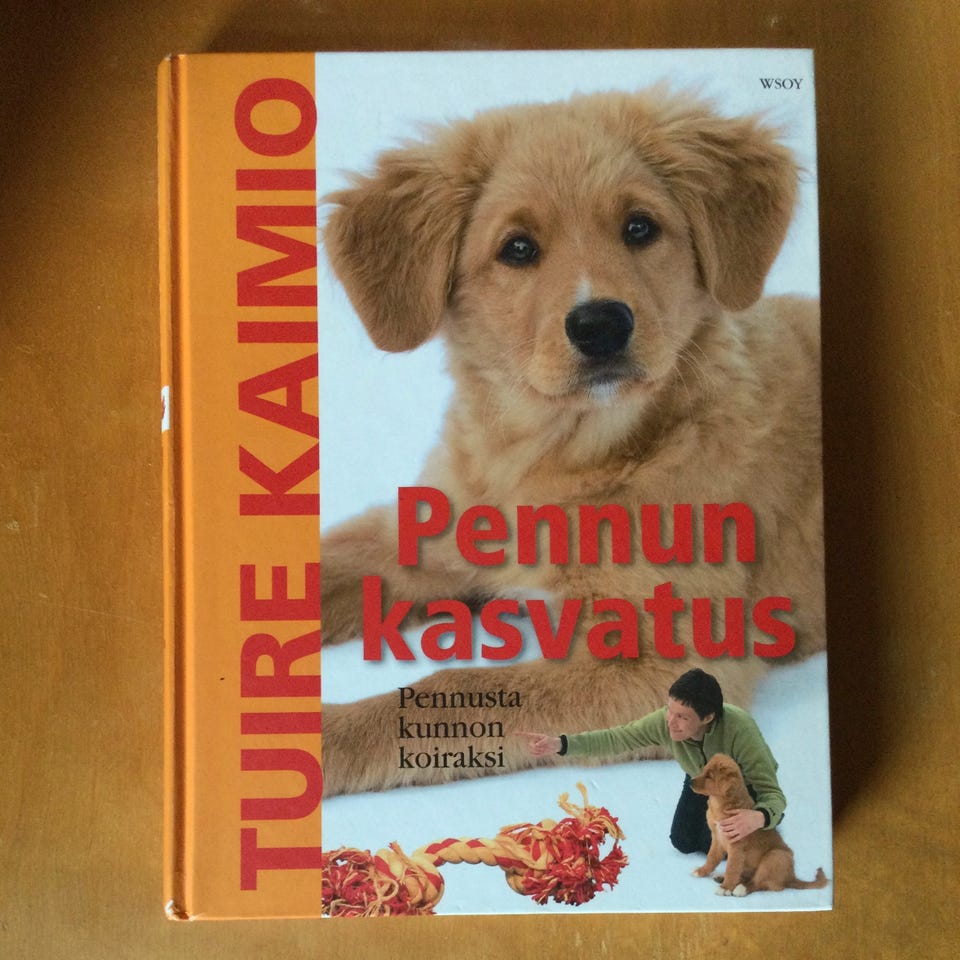 WSOY
TUIRE KAIMIO
Pennun
kasvatus
Pennusta
kunnon
koiraksi